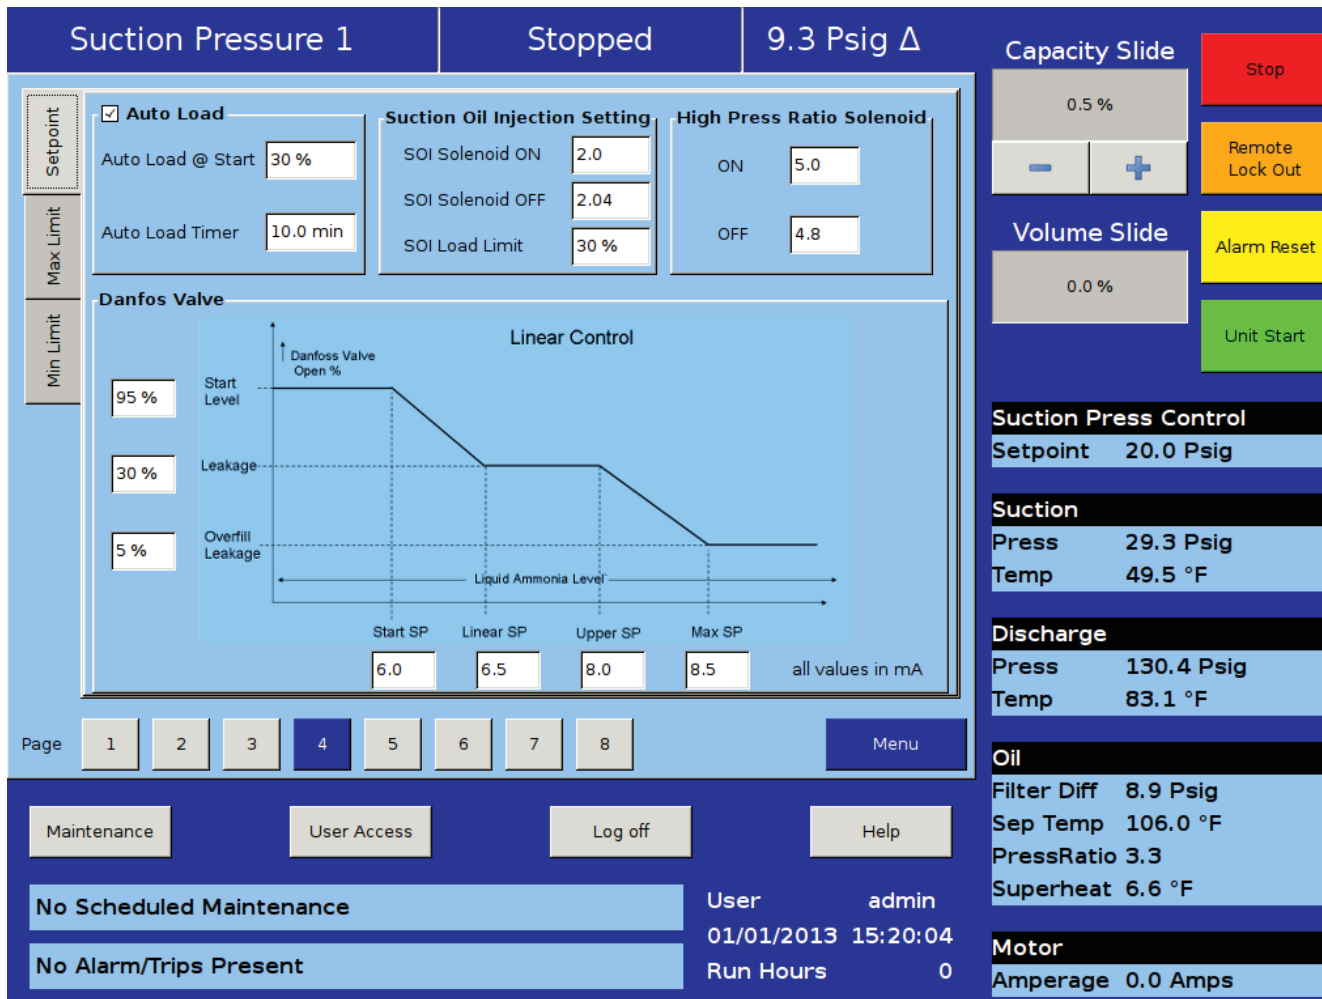 Suction Pressure 1
Stopped
9.3 Psig Δ
Setpoint
Max Limit
Min Limit
Auto Load
Auto Load @ Start 30 %
Auto Load Timer 10.0 min
Suction Oil Injection Setting
SOI Solenoid ON 2.0
SOI Solenoid OFF 2.04
SOI Load Limit 30 %
High Press Ratio Solenoid
ON 5.0
OFF 4.8
Danfos Valve
Linear Control
Danfoss Valve
Open %
95 %
Start
Level
30 %
Leakage
5 %
Overfill
Leakage
Liquid Ammonia Level
Start SP Linear SP Upper SP Max SP
6.0 6.5 8.0 8.5 all values in mA
Page 1 2 3 4 5 6 7 8 Menu
Maintenance User Access Log off Help
No Scheduled Maintenance
No Alarm/Trips Present
User admin
01/01/2013 15:20:04
Run Hours 0
Capacity Slide
0.5 %
Volume Slide
0.0 %
Stop
Remote
Lock Out
Alarm Reset
Unit Start
Suction Press Control
Setpoint 20.0 Psig
Suction
Press 29.3 Psig
Temp 49.5 °F
Discharge
Press 130.4 Psig
Temp 83.1 °F
Oil
Filter Diff 8.9 Psig
Sep Temp 106.0 °F
PressRatio 3.3
Superheat 6.6 °F
Motor
Amperage 0.0 Amps